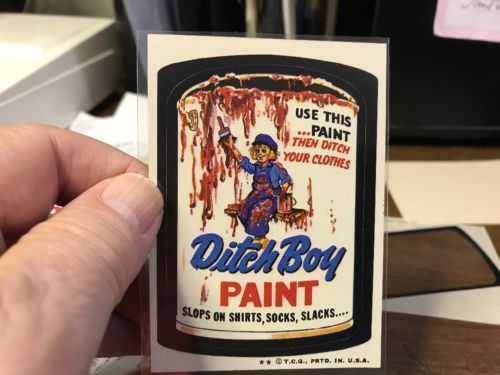 USE THIS
...PAINT
THEN DITCH
YOUR CLOTHES
Ditch Boy
PAINT
SLOPS ON SHIRTS, SOCKS, SLACKS....
** © T.C.G., PRTD. IN U.S.A.